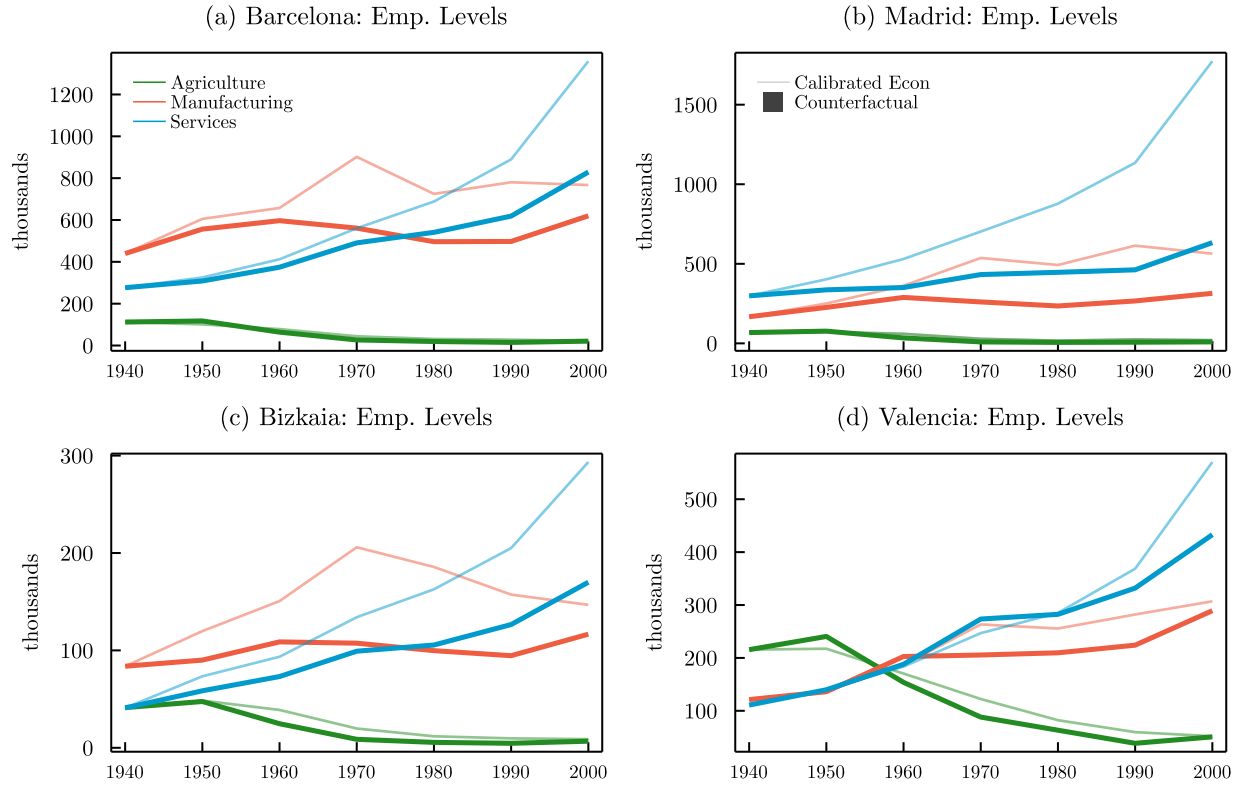 (a) Barcelona: Emp. Levels
thousands
1200
1000
800
600
400
200
0
Agriculture
Manufacturing
Services
1940 1950 1960 1970 1980 1990 2000
(b) Madrid: Emp. Levels
thousands
1500
1000
500
0
Calibrated Econ
Counterfactual
1940 1950 1960 1970 1980 1990 2000
(c) Bizkaia: Emp. Levels
thousands
300
200
100
0
1940 1950 1960 1970 1980 1990 2000
(d) Valencia: Emp. Levels
thousands
500
400
300
200
100
1940 1950 1960 1970 1980 1990 2000